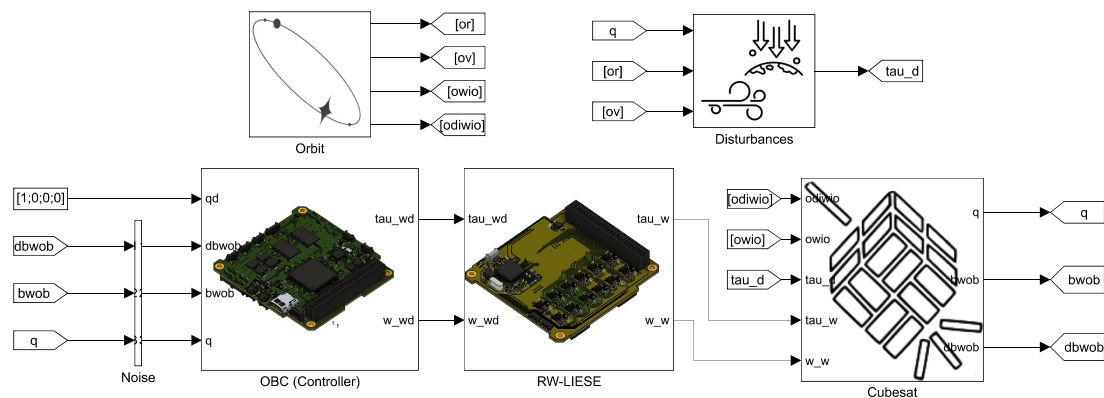 [or]
[ov]
[owio]
[odiwio]
Orbit
q
[or]
[ov]
tau_d
Disturbances
[1;0;0;0]
dbwob
bwob
q
Noise
qd
dbwob
bwob
q
tau_wd
w_wd
OBC (Controller)
tau_wd
w_wd
tau_w
w_w
RW-LIESE
[odiwio]
[owio]
tau_d
odiwio
owio
tau_d
tau_w
w_w
q
bwob
dbwob
Cubesat
q
bwob
dbwob